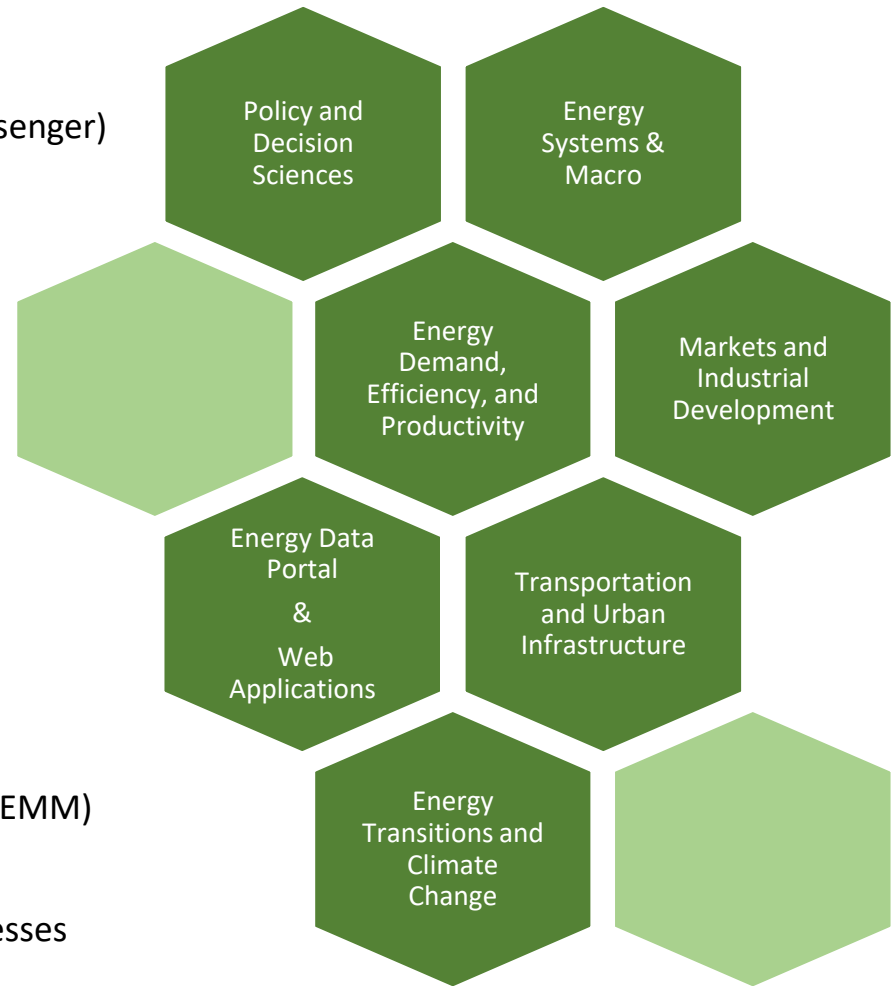 senger)
Policy and
Decision
Sciences
Energy
Systems &
Macro
Energy
Demand,
Efficiency, and
Productivity
Markets and
Industrial
Development
Energy Data
Portal
&
Web
Applications
Transportation
and Urban
Infrastructure
EMM)
Energy
Transitions and
Climate
Change
esses